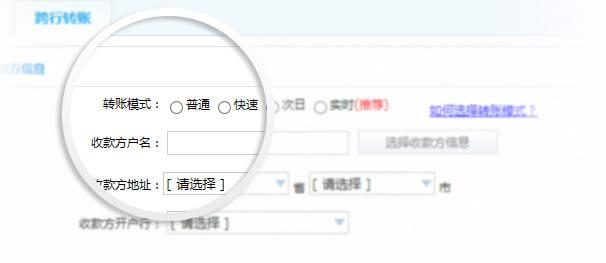 跨行转账
方信息
转账模式： 普通 快速 次日 实时(推荐) 如何选择转账模式？
收款方户名： 选择收款方信息
收款方地址： [ 请选择 ] 省 [ 请选择 ] 市
收款方开户行： [ 请选择 ]